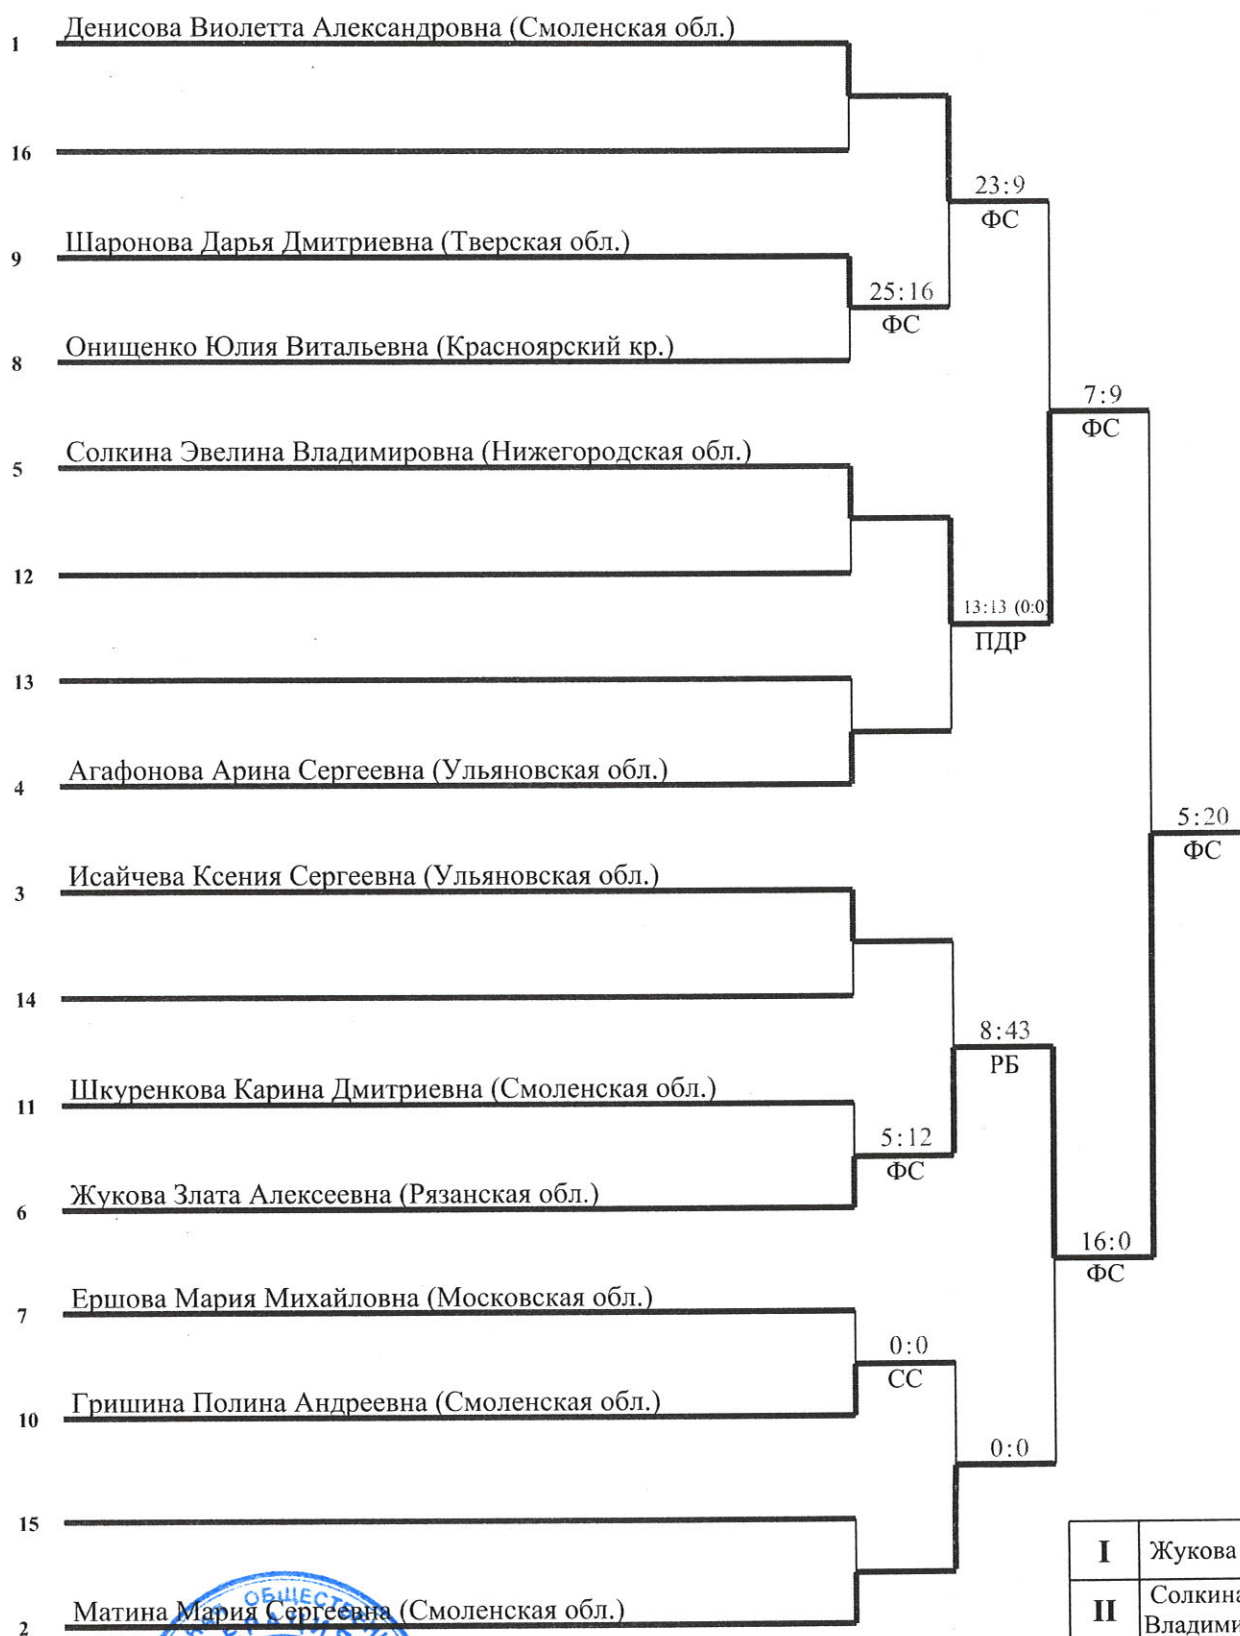 Денисова Виолетта Александровна (Смоленская обл.)
1
16
23:9
ФС
Шаронова Дарья Дмитриевна (Тверская обл.)
9
25:16
ФС
Онищенко Юлия Витальевна (Красноярский кр.)
8
7:9
ФС
Солкина Эвелина Владимировна (Нижегородская обл.)
5
12
13:13 (0:0)
ПДР
13
Агафонова Арина Сергеевна (Ульяновская обл.)
4
5:20
ФС
Исайчева Ксения Сергеевна (Ульяновская обл.)
3
14
8:43
РБ
Шкуренкова Карина Дмитриевна (Смоленская обл.)
11
5:12
ФС
Жукова Злата Алексеевна (Рязанская обл.)
6
16:0
ФС
Ершова Мария Михайловна (Московская обл.)
7
0:0
СС
Гришина Полина Андреевна (Смоленская обл.)
10
0:0
15
I Жукова
II Солкина
Владими
ОБЩЕСТВЕНН
Матина Мария Сергеевна (Смоленская обл.)
2